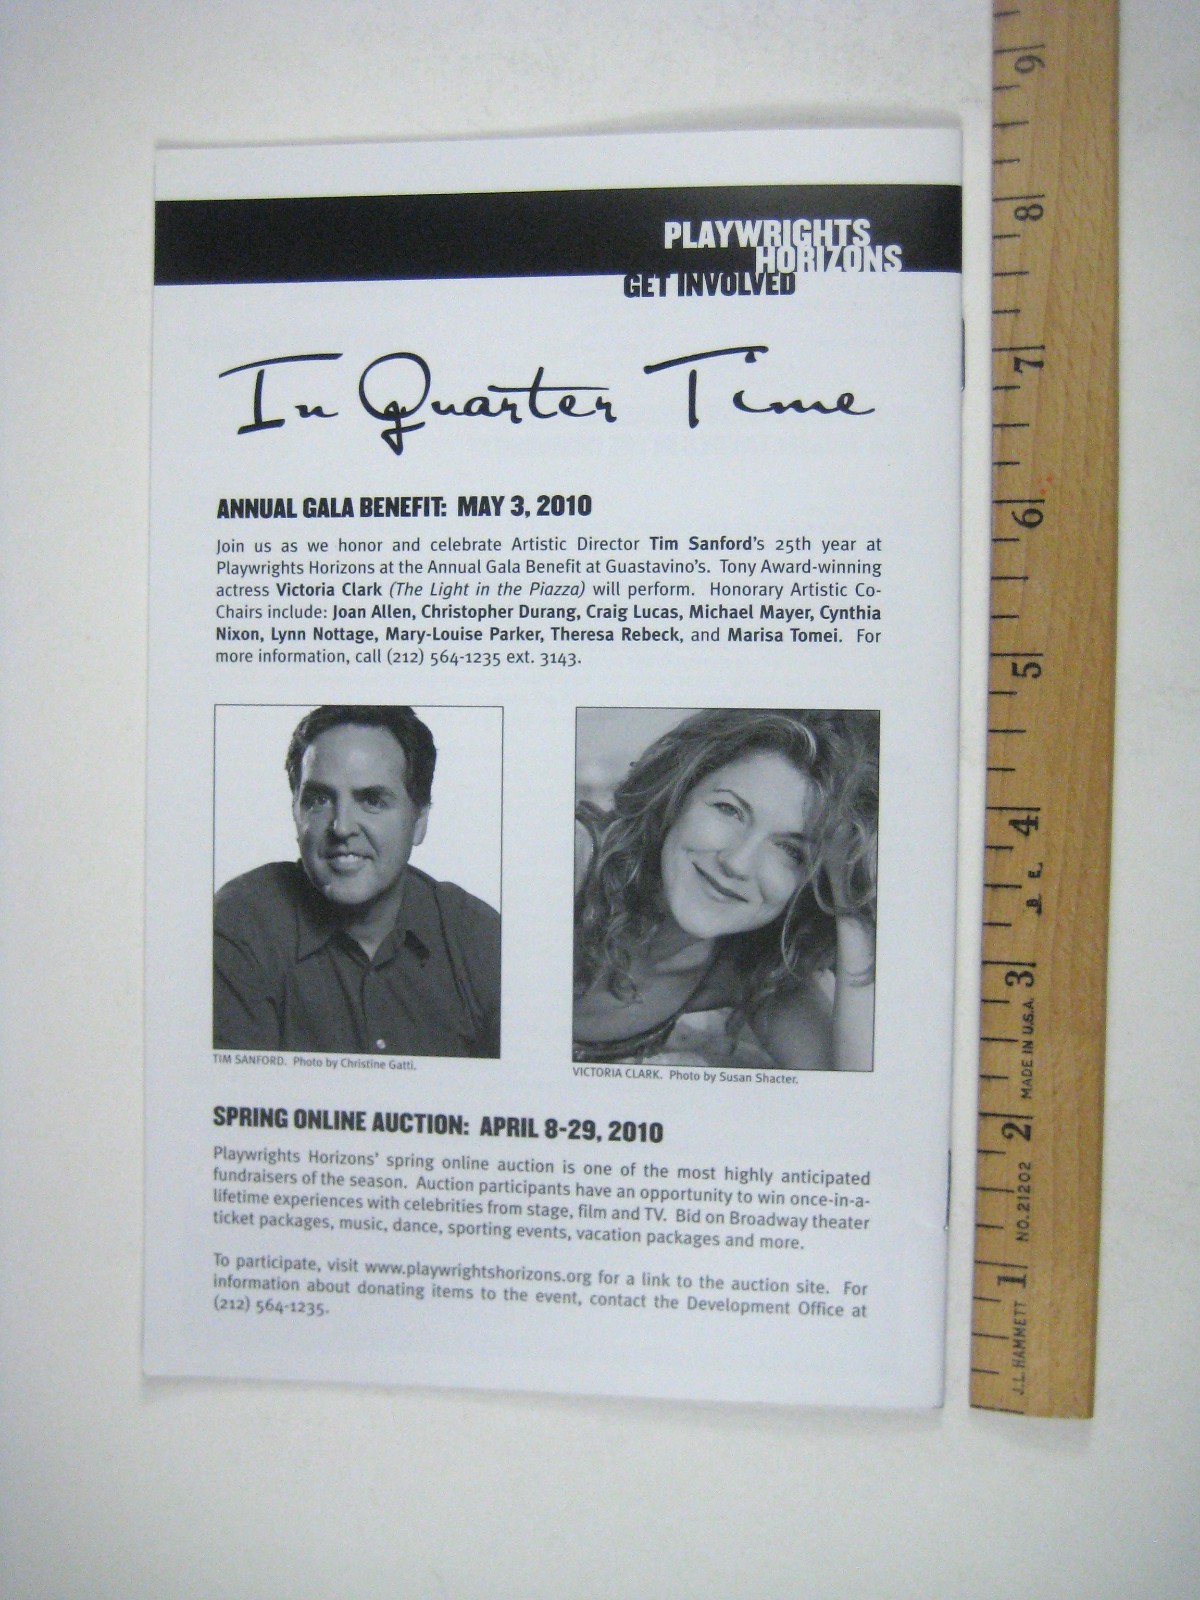 PLAYWRIGHTS
HORIZONS
GET INVOLVED
In Quarter Time
ANNUAL GALA BENEFIT: MAY 3, 2010
Join us as we honor and celebrate Artistic Director Tim Sanford's 25th year at
Playwrights Horizons at the Annual Gala Benefit at Guastavino's. Tony Award-winning
actress Victoria Clark (The Light in the Piazza) will perform. Honorary Artistic Co-
Chairs include: Joan Allen, Christopher Durang, Craig Lucas, Michael Mayer, Cynthia
Nixon, Lynn Nottage, Mary-Louise Parker, Theresa Rebeck, and Marisa Tomei. For
more information, call (212) 564-1235 ext. 3143.
TIM SANFORD. Photo by Christine Gatti.
VICTORIA CLARK. Photo by Susan Shacter.
SPRING ONLINE AUCTION: APRIL 8-29, 2010
Playwrights Horizons' spring online auction is one of the most highly anticipated
fundraisers of the season. Auction participants have an opportunity to win once-in-a-
lifetime experiences with celebrities from stage, film and TV. Bid on Broadway theater
ticket packages, music, dance, sporting events, vacation packages and more.
To participate, visit www.playwrightshorizons.org for a link to the auction site. For
information about donating items to the event, contact the Development Office at
(212) 564-1235.
J.L. HAMMETT NO.21202 MADE IN U.S.A. B. E.
1 2 3 4 5 6 7 8 9